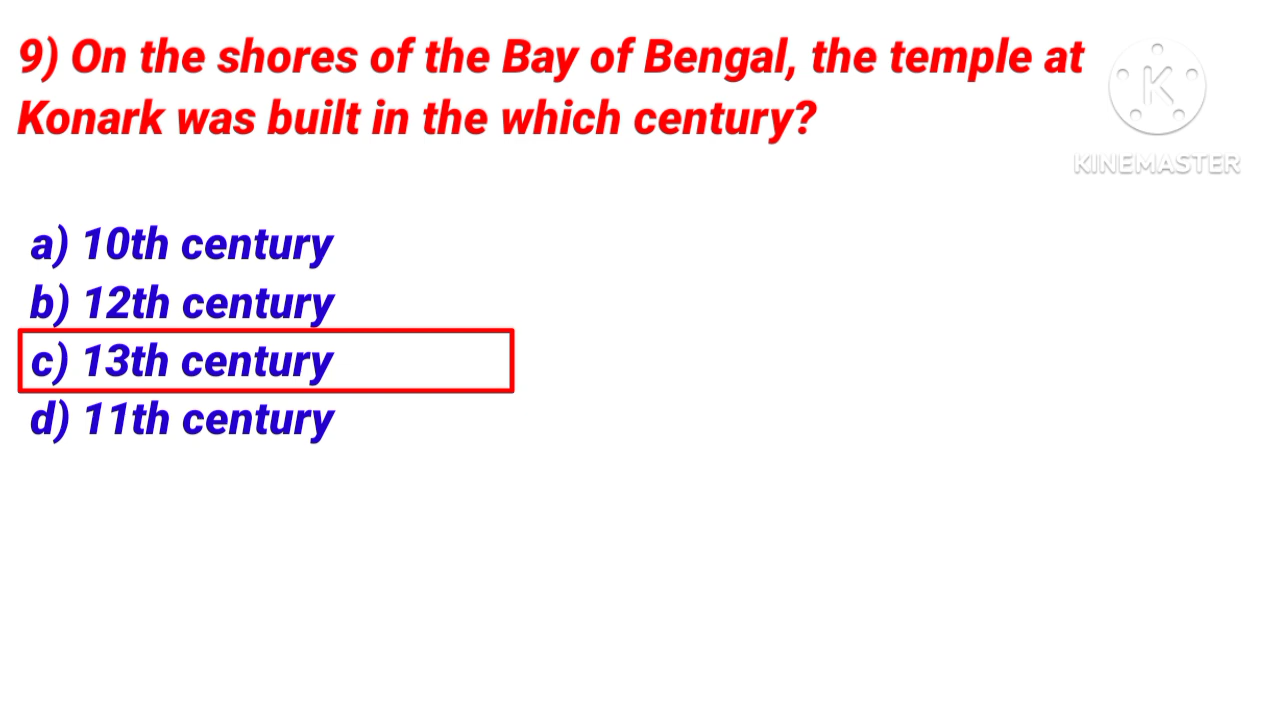 9) On the shores of the Bay of Bengal, the temple at
Konark was built in the which century?
K
KINEMASTER
a) 10th century
b) 12th century
c) 13th century
d) 11th century